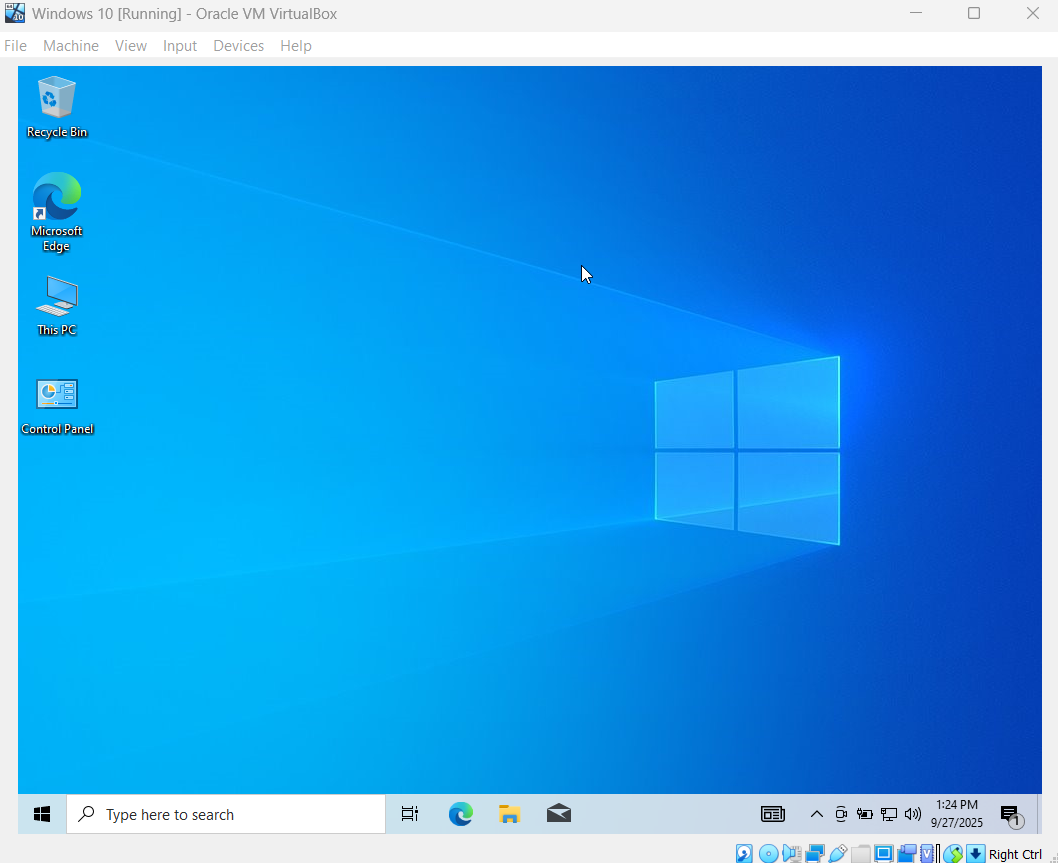 Windows 10 [Running] - Oracle VM VirtualBox
File Machine View Input Devices Help
Recycle Bin
Microsoft
Edge
This PC
Control Panel
Type here to search
1:24 PM
9/27/2025
1
Right Ctrl